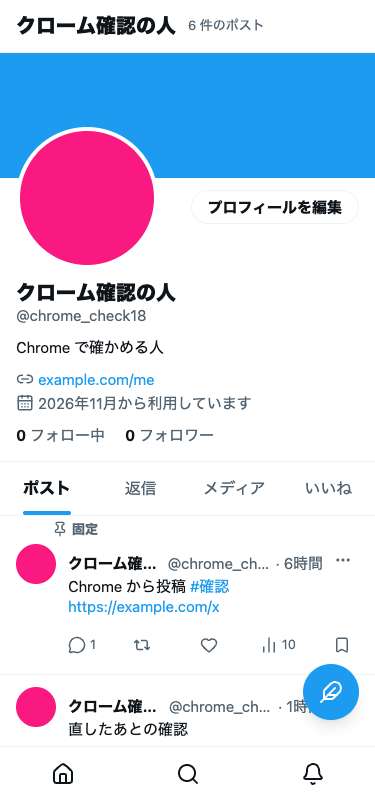 クローム確認の人 6 件のポスト
プロフィールを編集
クローム確認の人
@chrome_check18
Chrome で確かめる人
example.com/me
2026年11月から利用しています
0 フォロー中 0 フォロワー
ポスト 返信 メディア いいね
固定
クローム確... @chrome_ch... · 6時間
Chrome から投稿 #確認
https://example.com/x
1 10
クローム確... @chrome_ch... · 1時
直したあとの確認